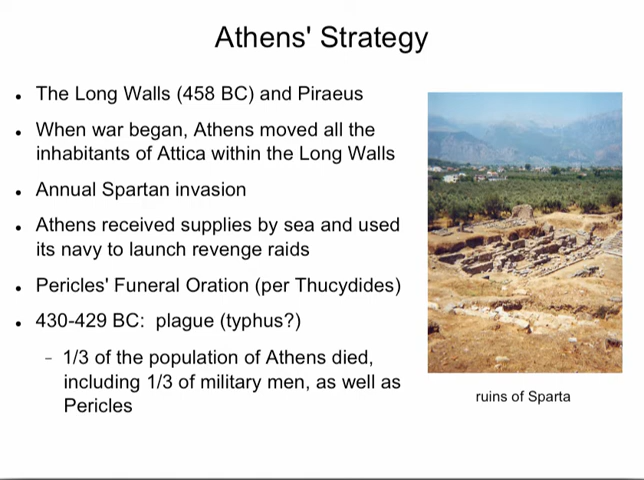 Athens' Strategy
• The Long Walls (458 BC) and Piraeus
• When war began, Athens moved all the
inhabitants of Attica within the Long Walls
• Annual Spartan invasion
• Athens received supplies by sea and used
its navy to launch revenge raids
• Pericles' Funeral Oration (per Thucydides)
• 430-429 BC:  plague (typhus?)
– 1/3 of the population of Athens died,
including 1/3 of military men, as well as
Pericles
ruins of Sparta